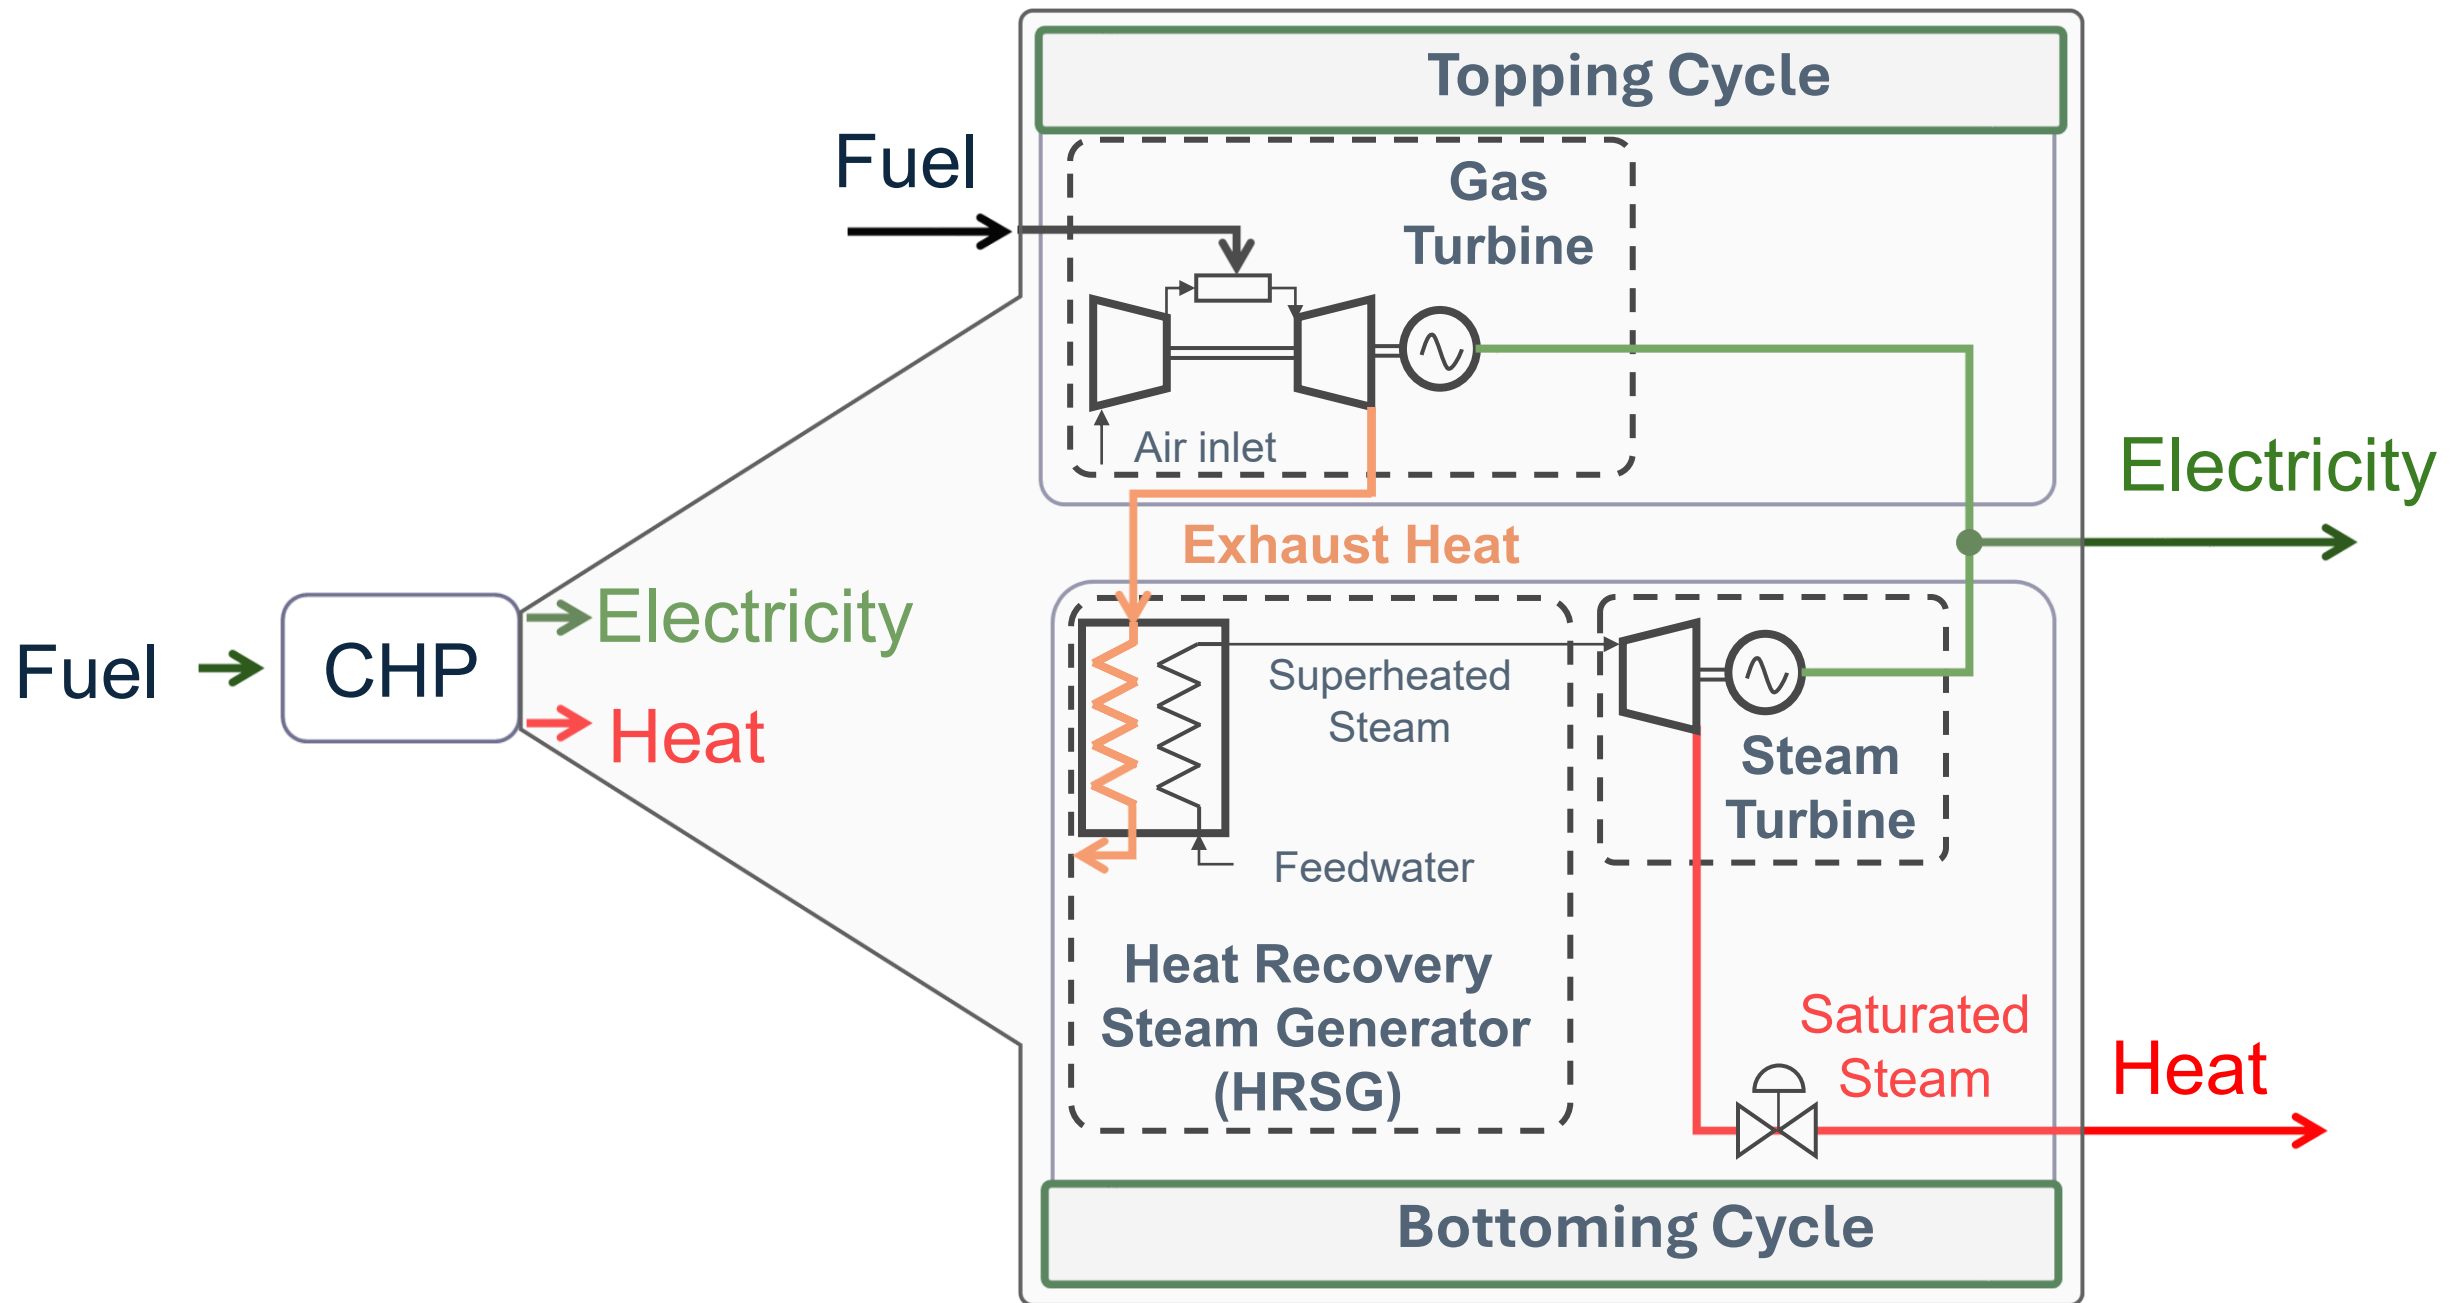 Topping Cycle
Fuel
Gas
Turbine
Air inlet
Electricity
Exhaust Heat
Fuel
CHP
Electricity
Heat
Superheated
Steam
Steam
Turbine
Feedwater
Heat Recovery
Steam Generator
(HRSG)
Saturated
Steam
Heat
Bottoming Cycle